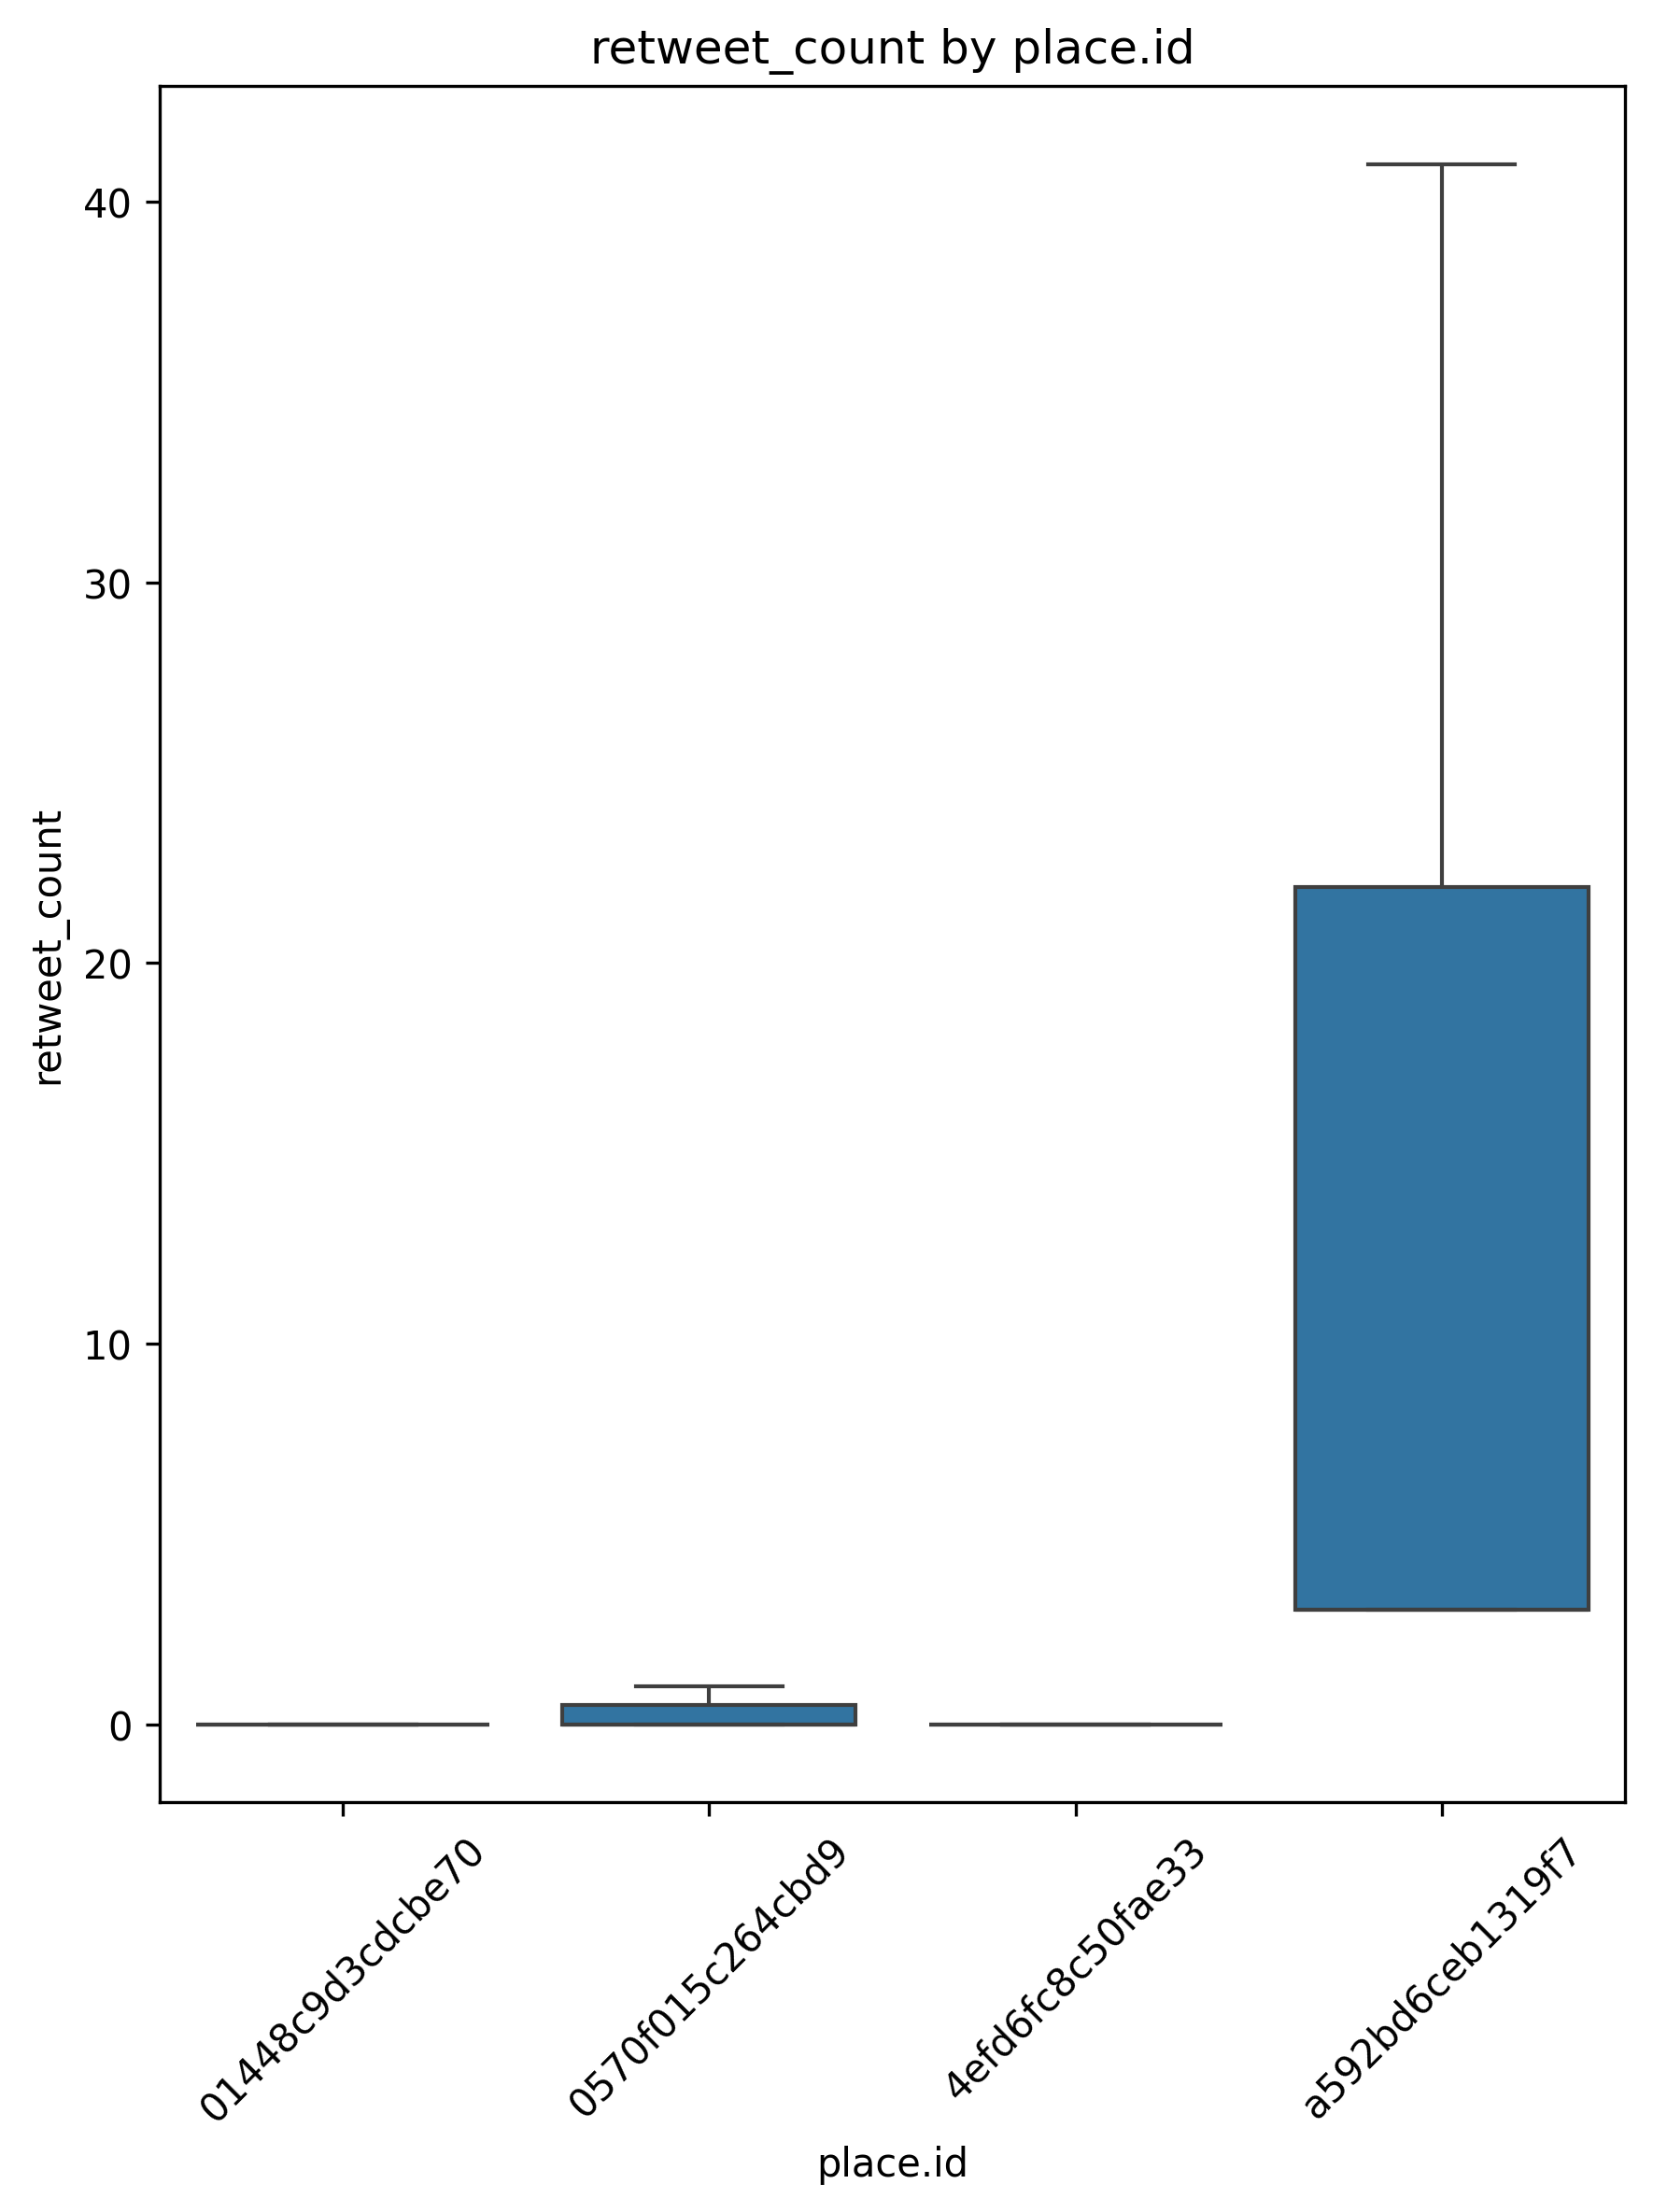 retweet_count by place.id
retweet_count
40
30
20
10
0
01448c9d3cdcbe70
0570f015c264cbd9
4efd6fc8c50fae33
a592bd6ceb1319f7
place.id